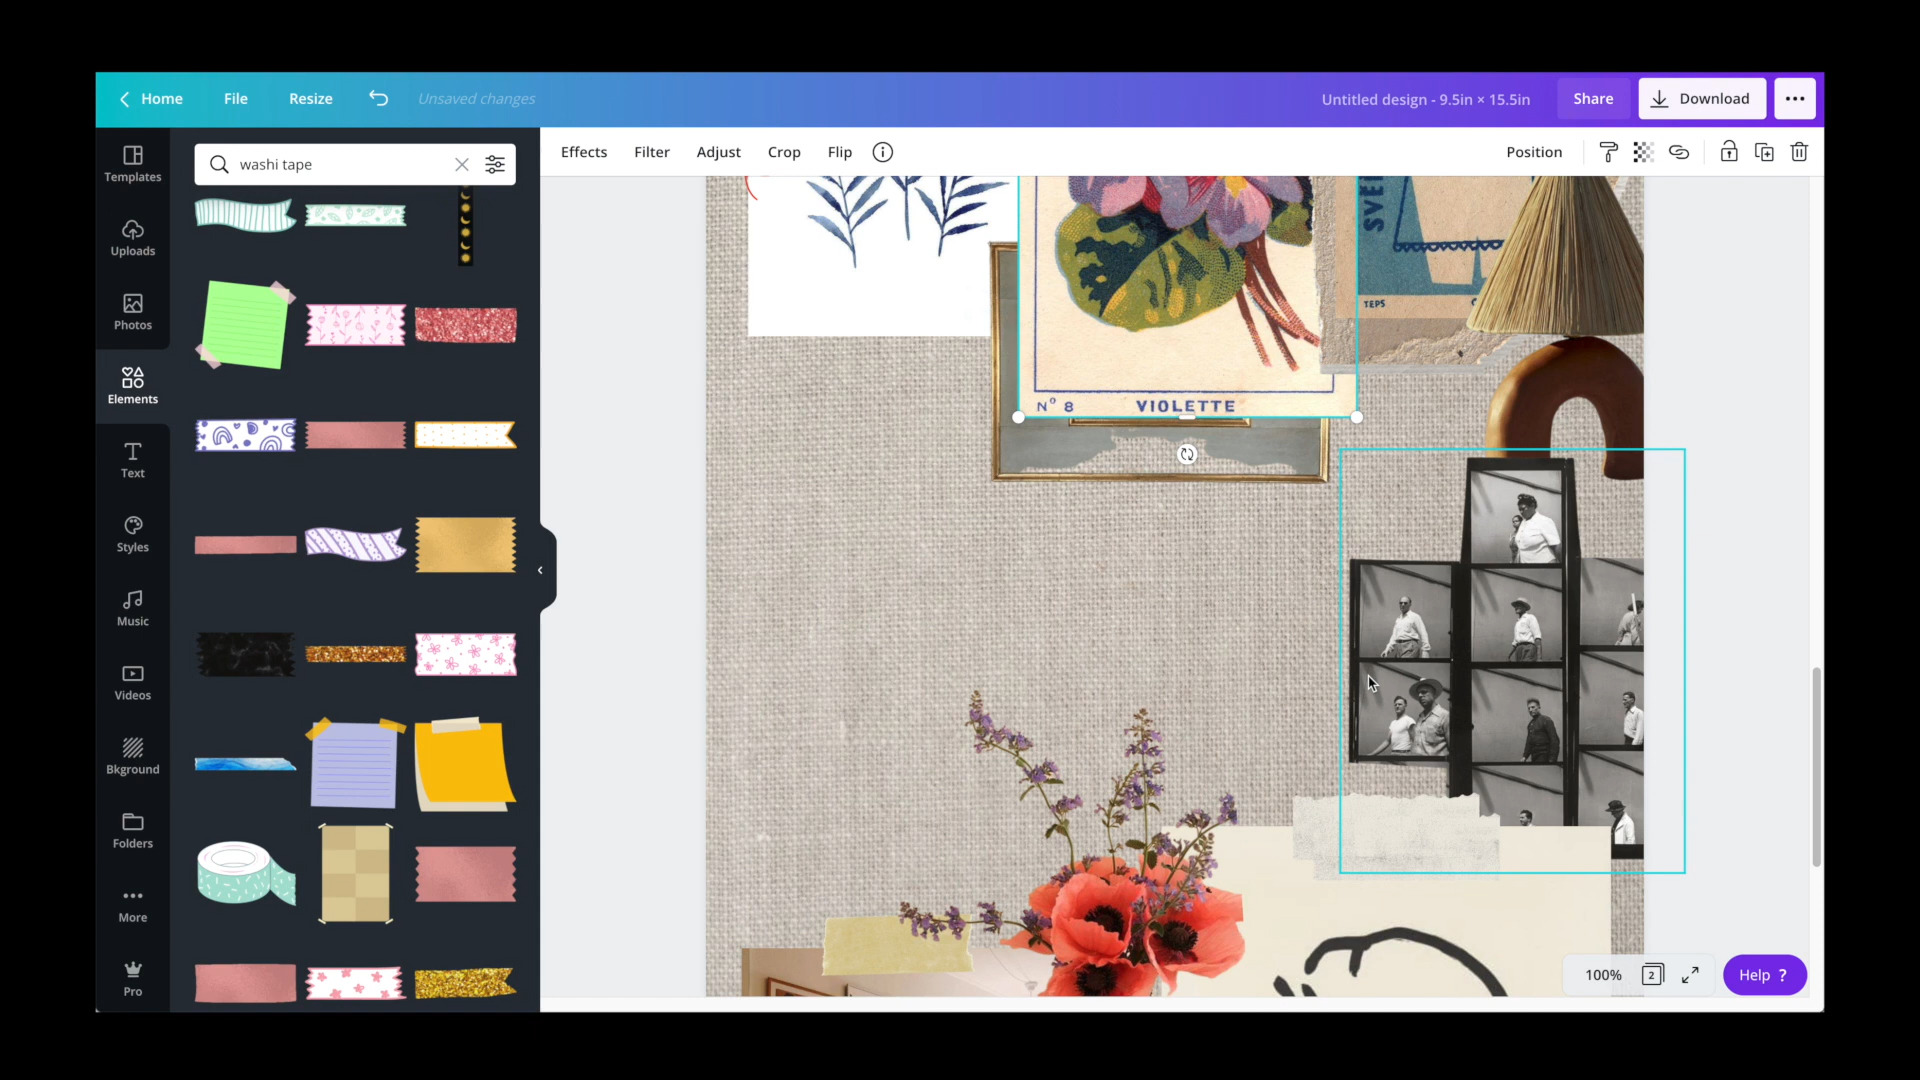 Home
File
Resize
Unsaved changes
Untitled design - 9.5in × 15.5in
Share
Download
Templates
Uploads
Photos
Elements
Text
Styles
Music
Videos
Bkground
Folders
More
Pro
washi tape
Effects
Filter
Adjust
Crop
Flip
Position
SVE
TEPS
Nº 8
VIOLETTE
100%
2
Help ?